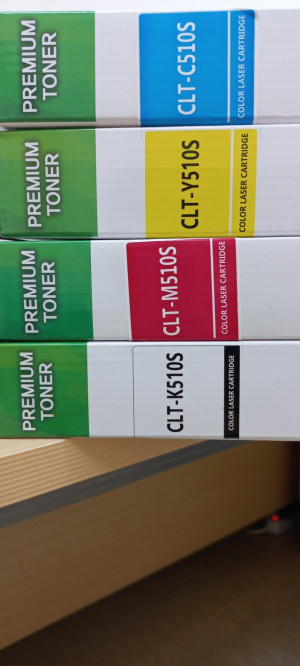 PREMIUM
TONER
CLT-C510S
COLOR LASER CARTRIDGE
PREMIUM
TONER
CLT-Y510S
COLOR LASER CARTRIDGE
PREMIUM
TONER
CLT-M510S
COLOR LASER CARTRIDGE
PREMIUM
TONER
CLT-K510S
COLOR LASER CARTRIDGE